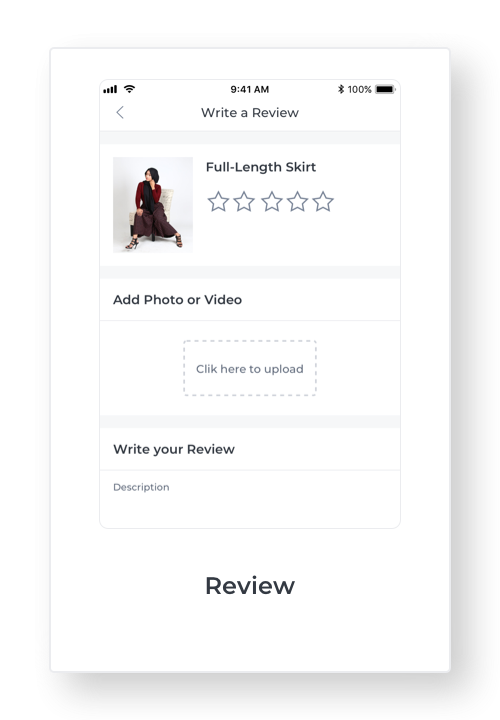 9:41 AM
100%
Write a Review
Full-Length Skirt
Add Photo or Video
Clik here to upload
Write your Review
Description
Review